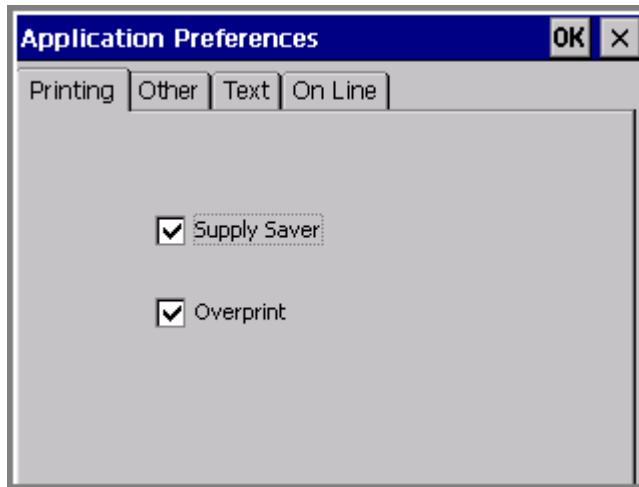 Application Preferences OK ×
Printing Other Text On Line
Supply Saver
Overprint